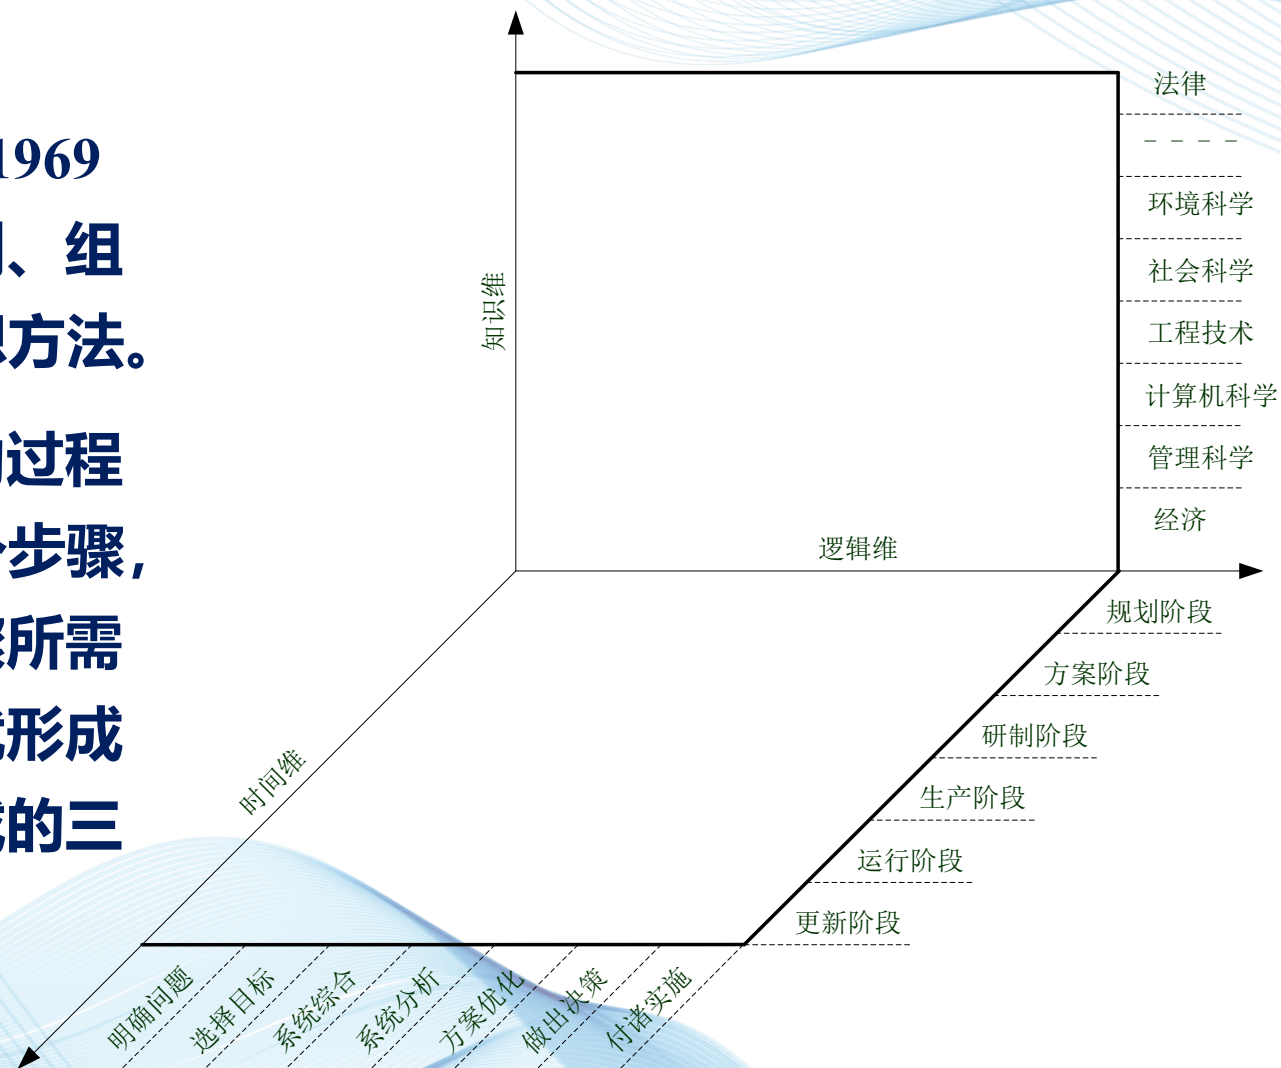 1969
、组
方法。
过程
步骤，
所需
形成
的三
知识维
逻辑维
时间维
法律
－ － － －
环境科学
社会科学
工程技术
计算机科学
管理科学
经济
规划阶段
方案阶段
研制阶段
生产阶段
运行阶段
更新阶段
明确问题
选择目标
系统综合
系统分析
方案优化
做出决策
付诸实施